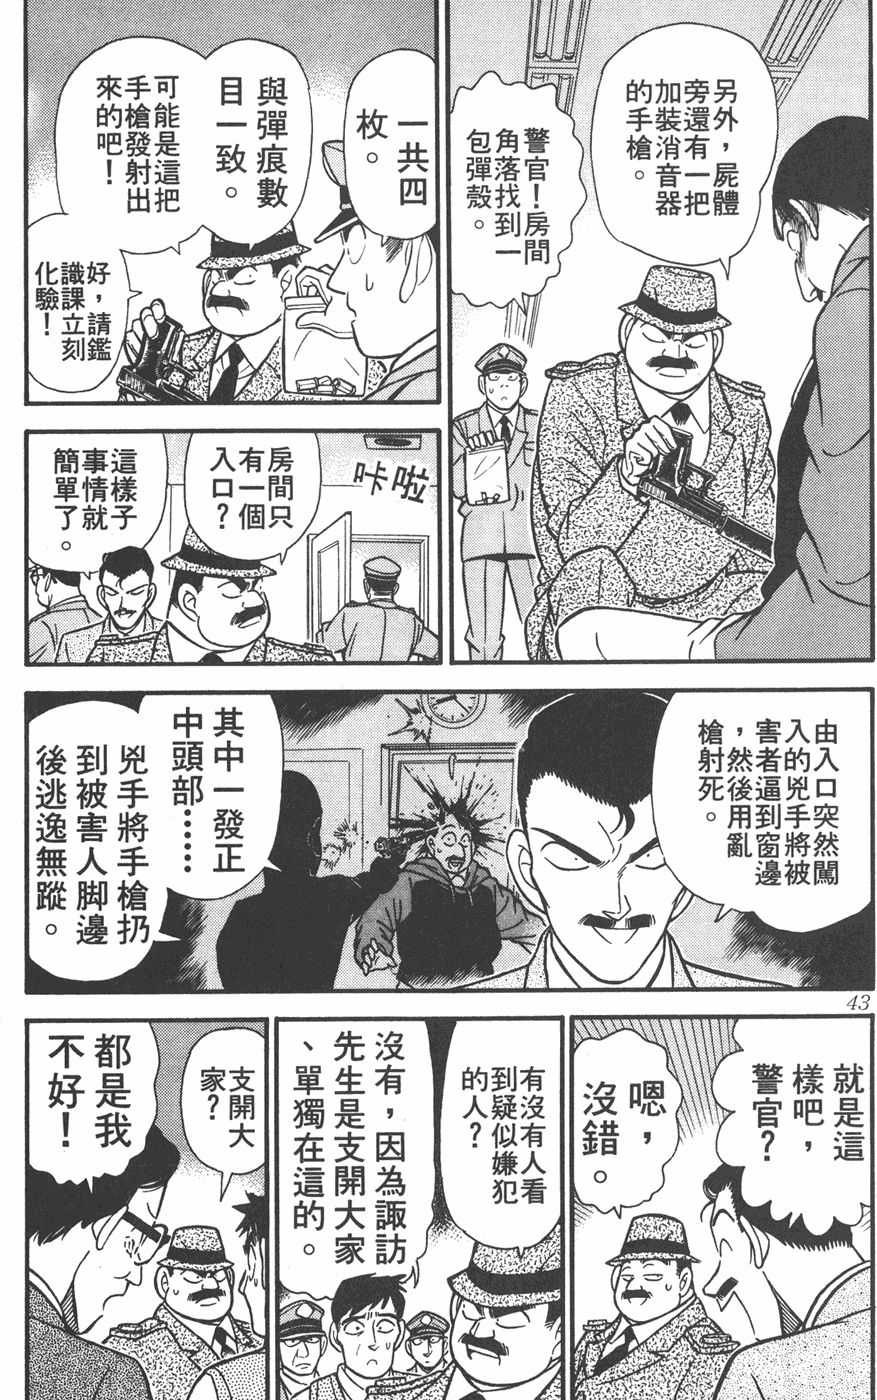 另外，屍體
旁還有一把
加裝消音器
的手槍。
警官！房間
角落找到一
包彈殼。
一共四
枚。
與彈痕數
目一致。
可能是這把
手槍發射出
來的吧！
好，請鑑
識課立刻
化驗！
咔啦
房間只
有一個
入口？
這樣子
事情就
簡單了。
由入口突然闖
入的兇手將被
害者逼到窗邊
，然後用亂
槍射死。
其中一發正
中頭部……
兇手將手槍扔
到被害人脚邊
後逃逸無蹤。
43
就是這
樣吧，
警官？
嗯，
沒錯。
有沒有人看
到疑似嫌犯
的人？
沒有，因為諏訪
先生是支開大家
、單獨在這的。
支開大
家？
都是我
不好！